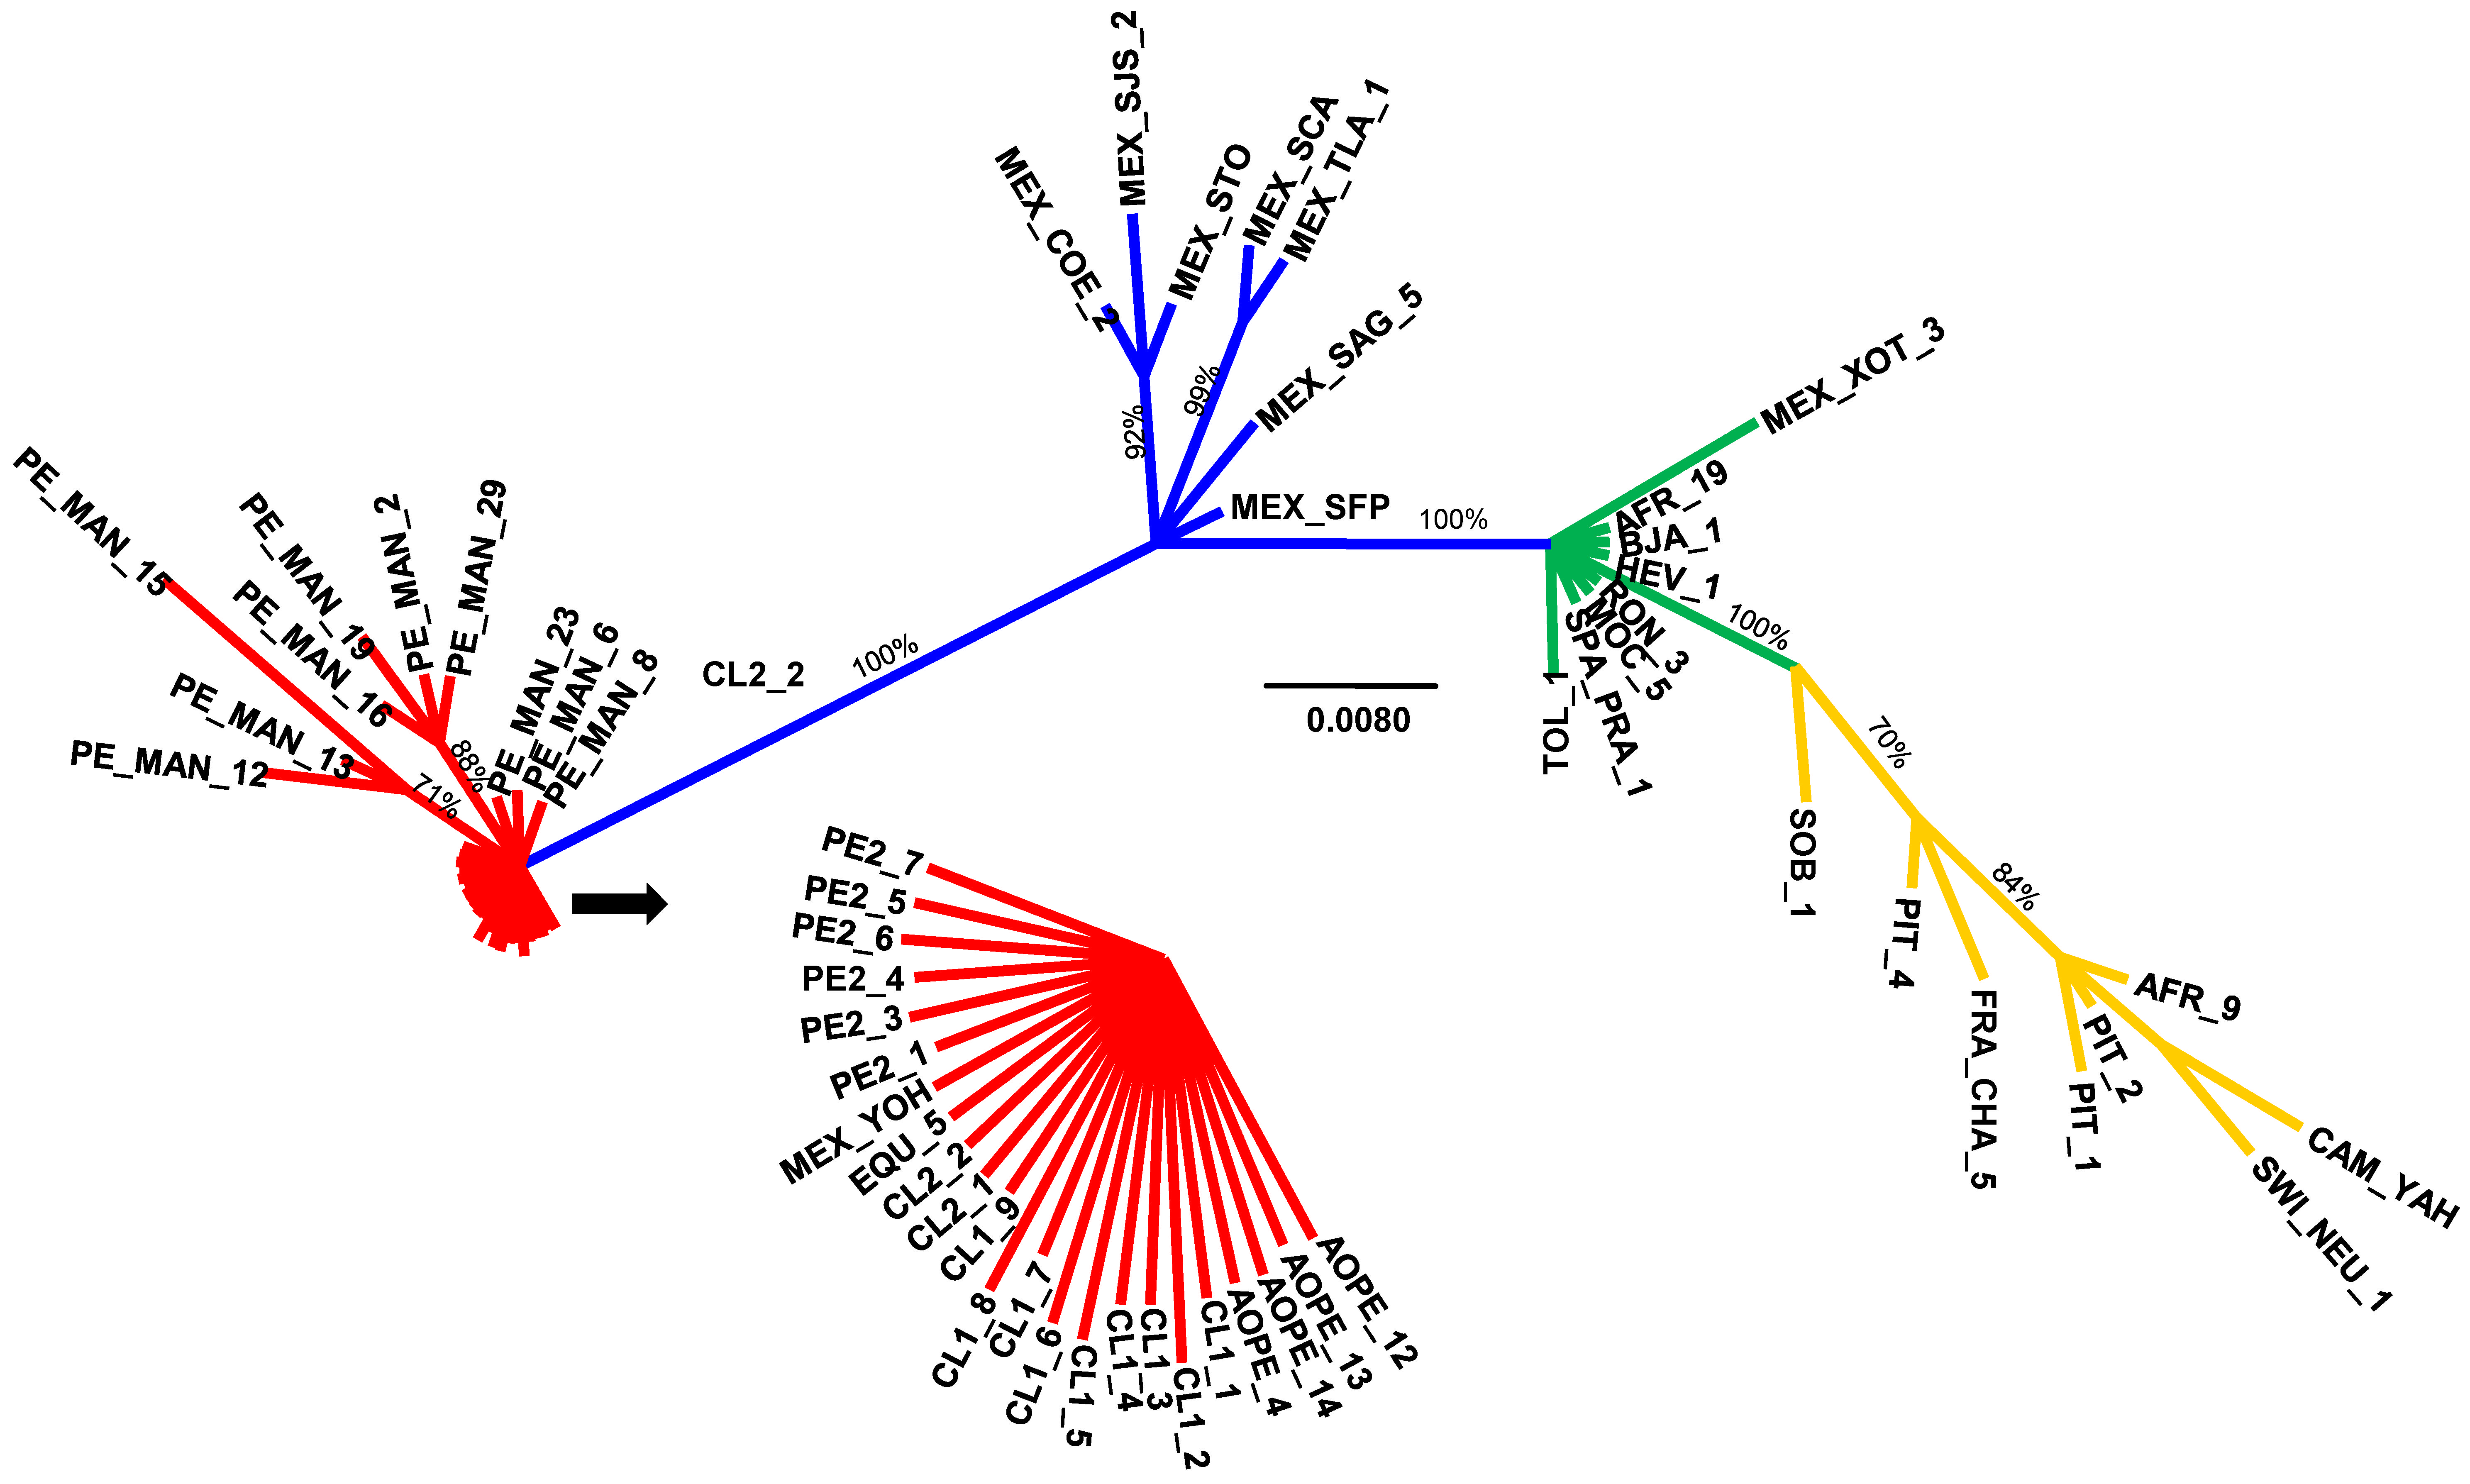 MEX_SJS_2
MEX_COE_2
MEX_STO
MEX_SCA
MEX_TLA_1
MEX_SAG_5
MEX_SFP
92%
99%
100%
MEX_XOT_3
AFR_19
BJA_1
HEV_1
RON_3
MOC_5
SPA_PRA_1
TOL_1
100%
PE_MAN_15
PE_MAN_19
PE_MAN_2
PE_MAN_29
PE_MAN_16
PE_MAN_13
PE_MAN_12
PE_MAN_23
PE_MAN_6
PE_MAN_8
88%
71%
CL2_2
100%
0.0080
70%
SOB_1
84%
PIT_4
FRA_CHA_5
AFR_9
PIT_2
PIT_1
CAM_YAH
SWI_NEU_1
PE2_7
PE2_5
PE2_6
PE2_4
PE2_3
PE2_1
MEX_YOH
EQU_5
CL2_2
CL2_1
CL1_9
CL1_8
CL1_7
CL1_6
CL1_5
CL1_4
CL1_3
CL1_2
CL1_1
AOPE_4
AOPE_14
AOPE_13
AOPE_12